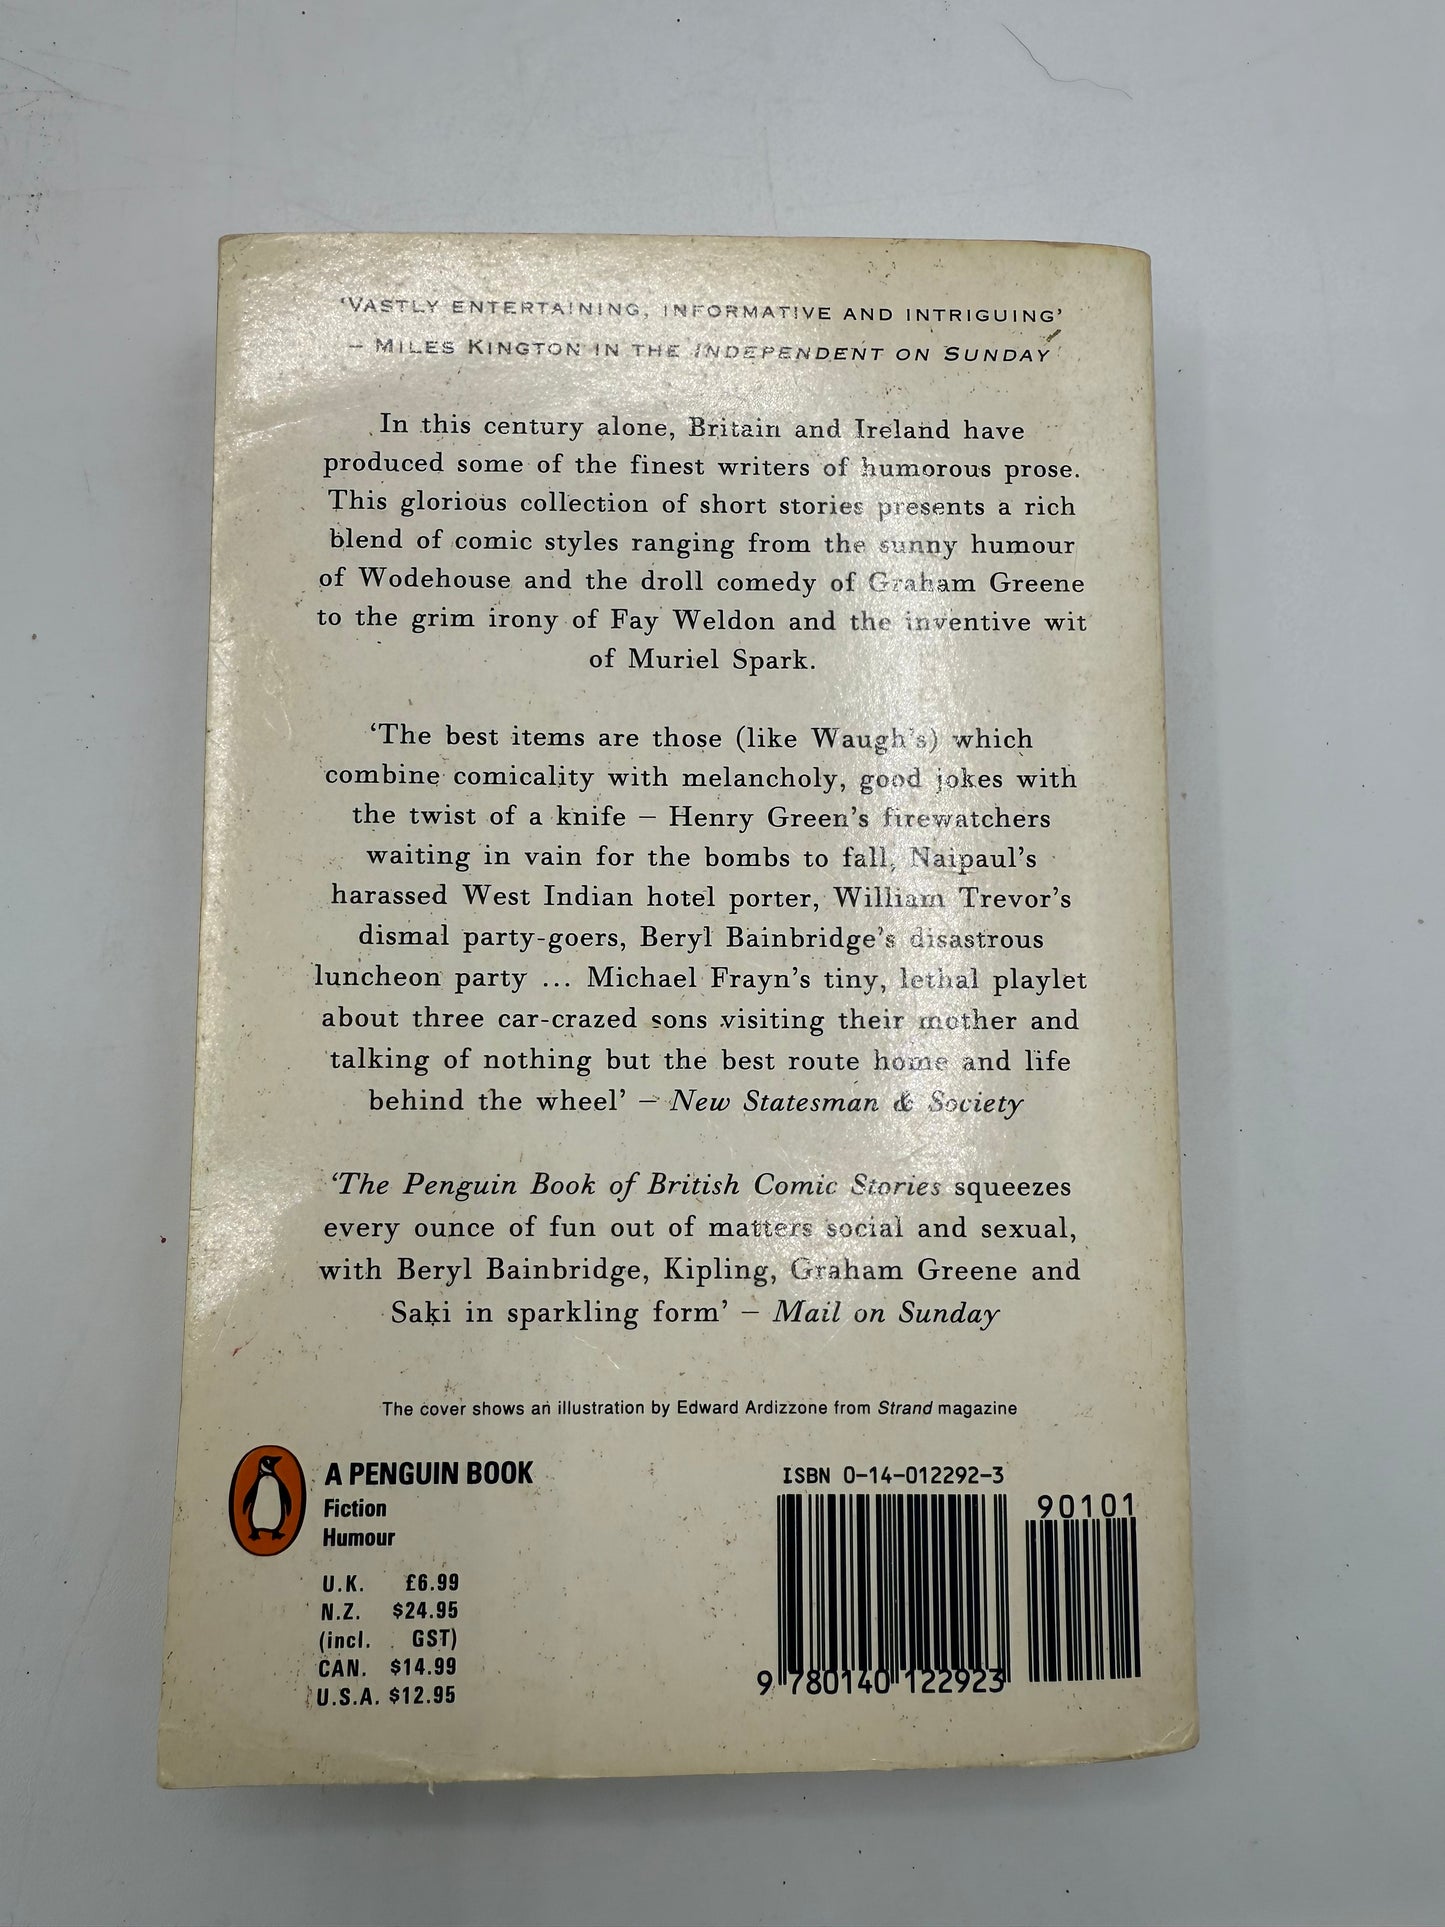 ‘VASTLY ENTERTAINING, INFORMATIVE AND INTRIGUING’
– MILES KINGTON IN THE INDEPENDENT ON SUNDAY
In this century alone, Britain and Ireland have
produced some of the finest writers of humorous prose.
This glorious collection of short stories presents a rich
blend of comic styles ranging from the sunny humour
of Wodehouse and the droll comedy of Graham Greene
to the grim irony of Fay Weldon and the inventive wit
of Muriel Spark.
‘The best items are those (like Waugh's) which
combine comicality with melancholy, good jokes with
the twist of a knife – Henry Green's firewatchers
waiting in vain for the bombs to fall, Naipaul's
harassed West Indian hotel porter, William Trevor's
dismal party-goers, Beryl Bainbridge's disastrous
luncheon party ... Michael Frayn's tiny, lethal playlet
about three car-crazed sons visiting their mother and
talking of nothing but the best route home and life
behind the wheel’ – New Statesman & Society
‘The Penguin Book of British Comic Stories squeezes
every ounce of fun out of matters social and sexual,
with Beryl Bainbridge, Kipling, Graham Greene and
Saki in sparkling form’ – Mail on Sunday
The cover shows an illustration by Edward Ardizzone from Strand magazine
A PENGUIN BOOK
Fiction
Humour
U.K. £6.99
N.Z. $24.95
(incl. GST)
CAN. $14.99
U.S.A. $12.95
ISBN 0-14-012292-3
90101
9 780140 122923